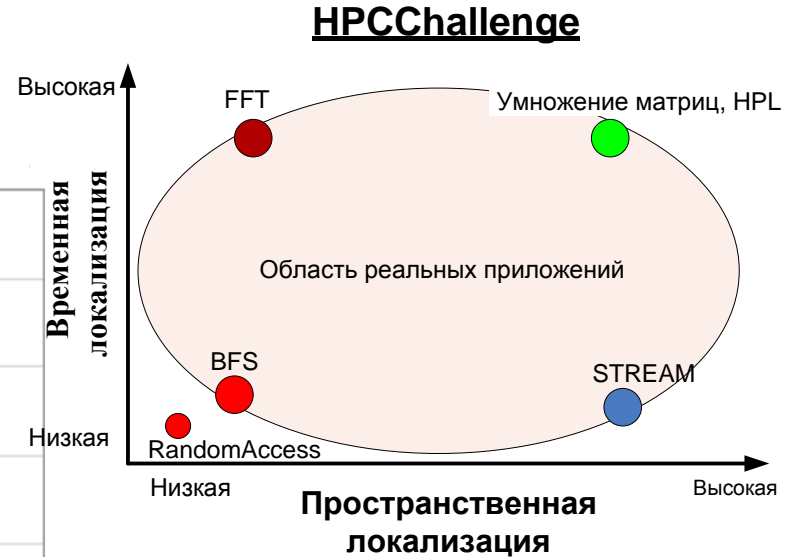 HPCChallenge
Высокая
FFT
Умножение матриц, HPL
Временная
локализация
Область реальных приложений
BFS
STREAM
Низкая
RandomAccess
Низкая
Высокая
Пространственная
локализация